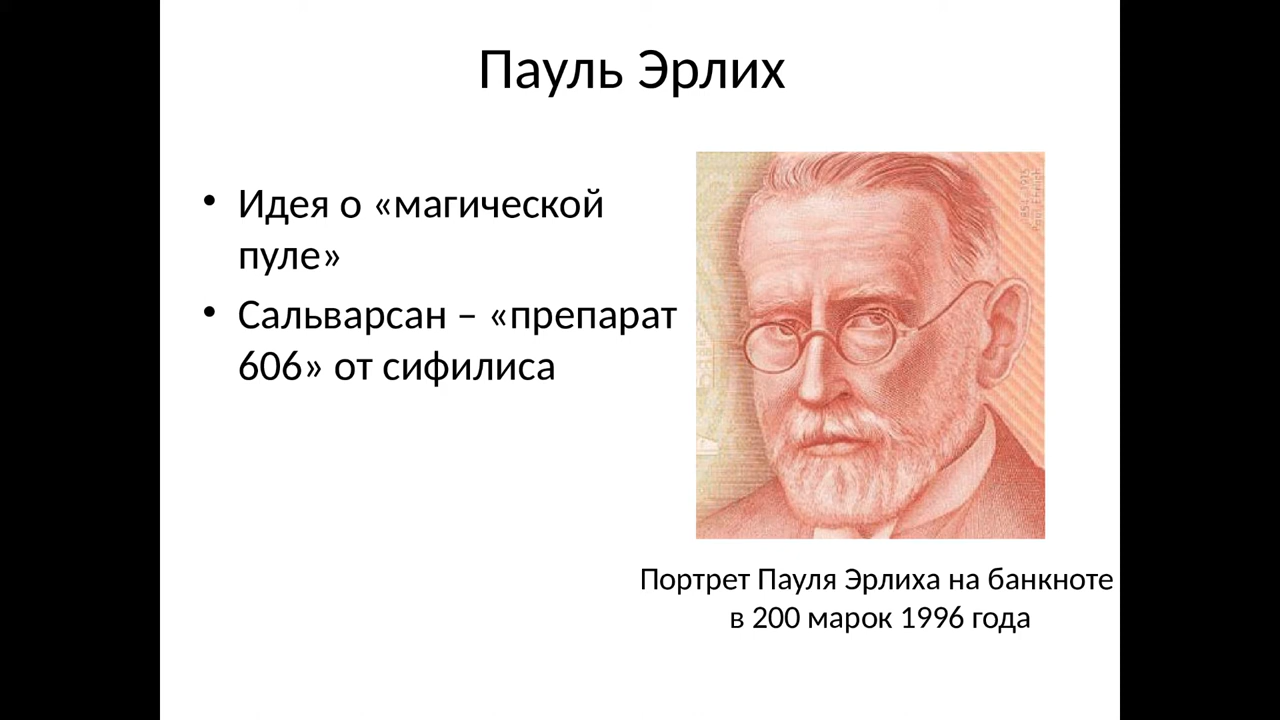 Пауль Эрлих
• Идея о «магической
пуле»
• Сальварсан – «препарат
606» от сифилиса
Портрет Пауля Эрлиха на банкноте
в 200 марок 1996 года